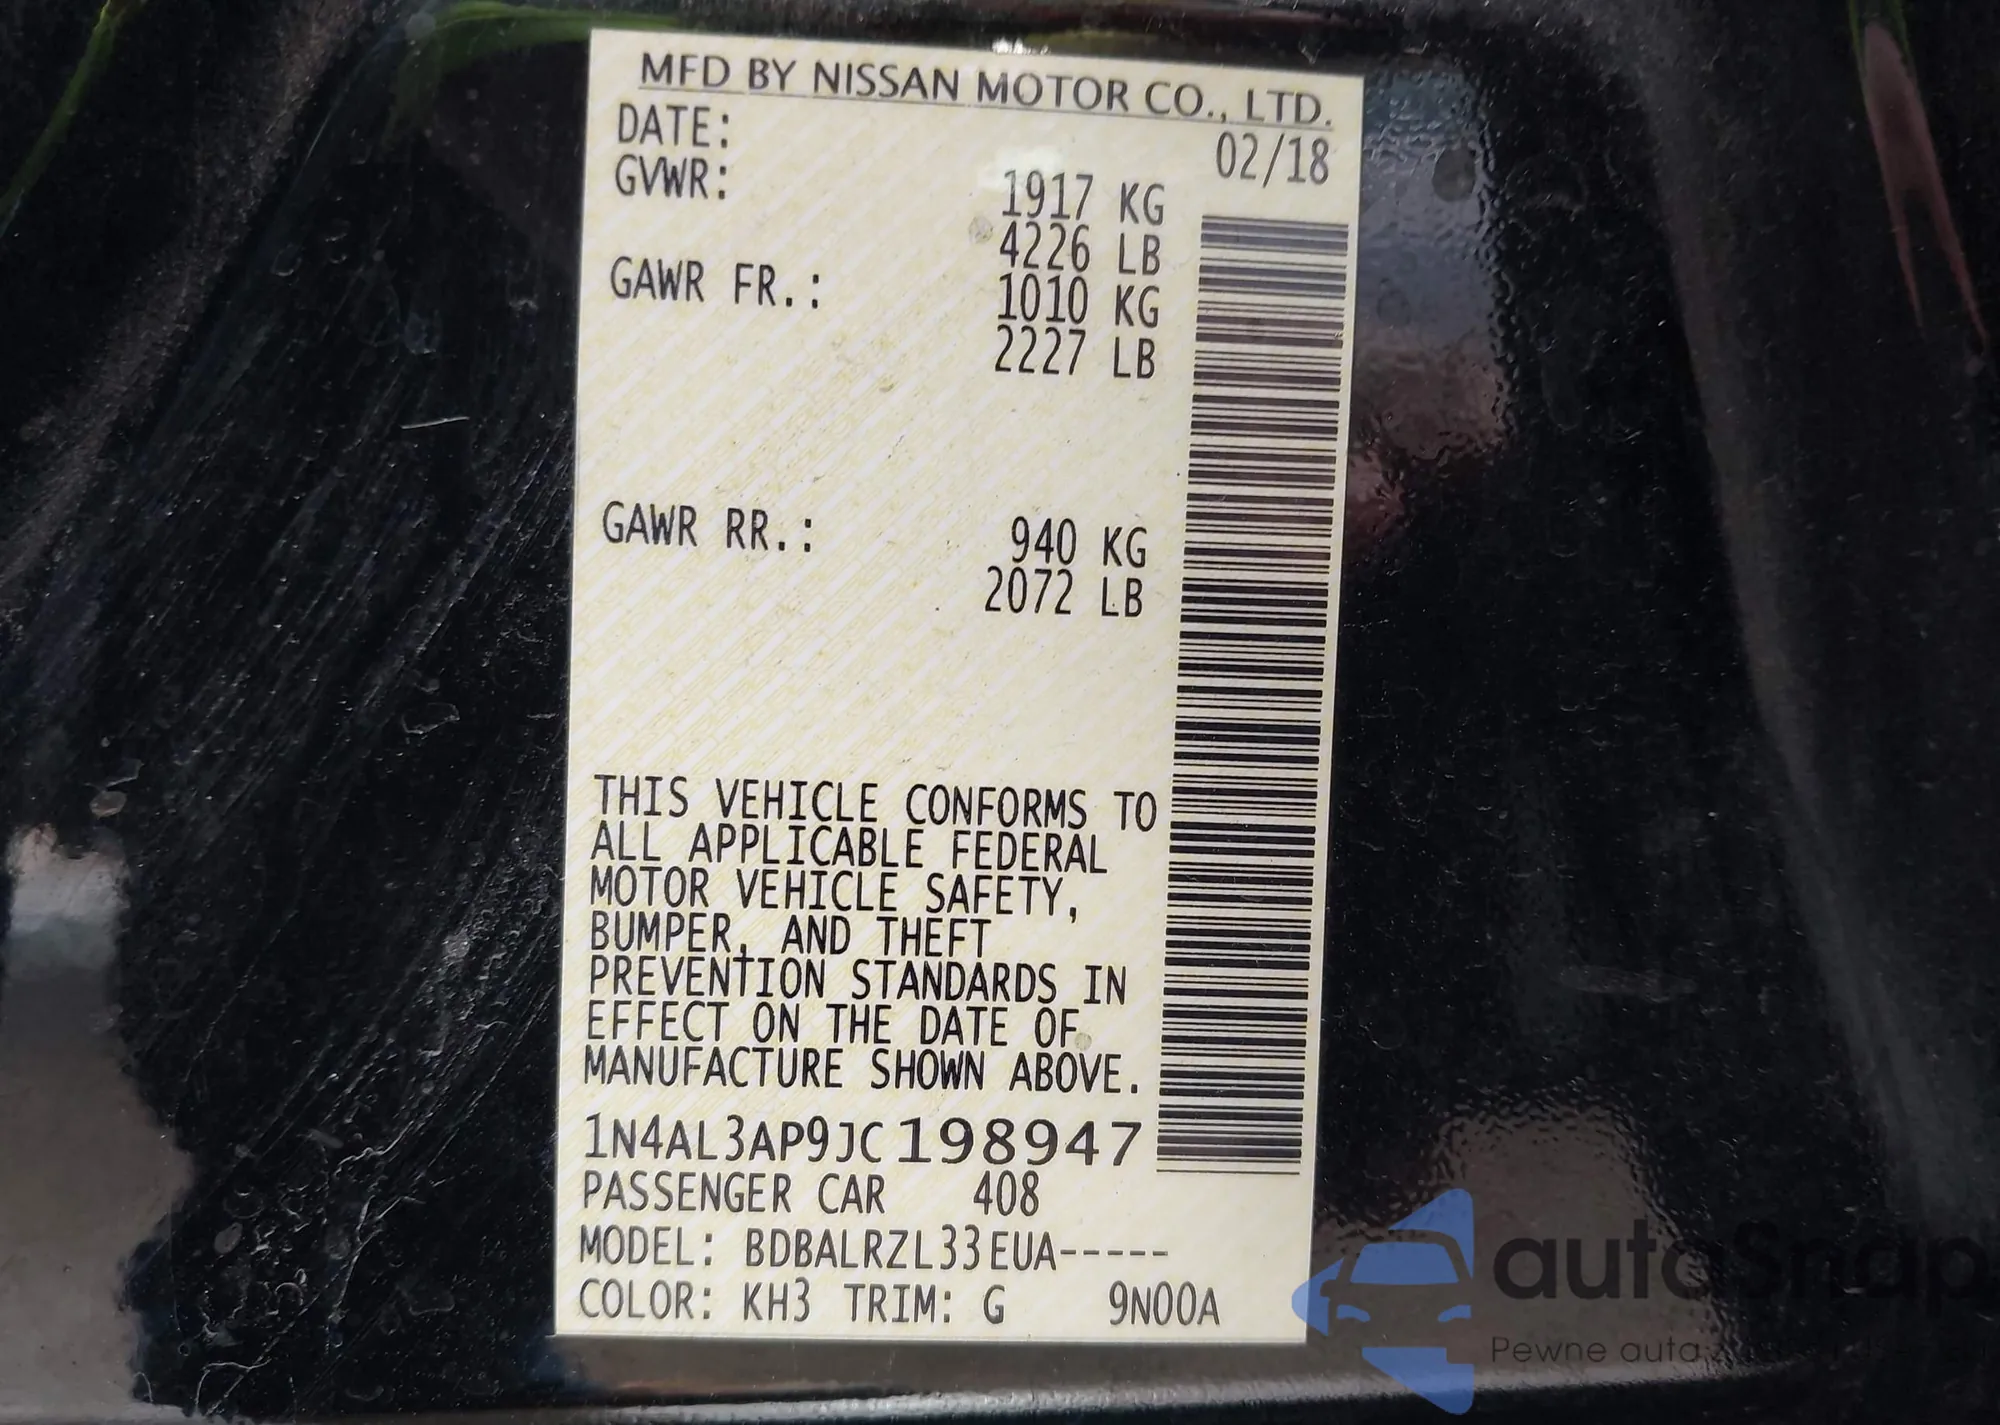 MFD BY NISSAN MOTOR CO., LTD.
DATE: 02/18
GVWR: 1917 KG
4226 LB
GAWR FR.: 1010 KG
2227 LB
GAWR RR.: 940 KG
2072 LB
THIS VEHICLE CONFORMS TO
ALL APPLICABLE FEDERAL
MOTOR VEHICLE SAFETY,
BUMPER, AND THEFT
PREVENTION STANDARDS IN
EFFECT ON THE DATE OF
MANUFACTURE SHOWN ABOVE.
1N4AL3AP9JC198947
PASSENGER CAR 408
MODEL: BDBALRZL33EUA-----
COLOR: KH3 TRIM: G 9N00A
autoSnap
Pewne auta